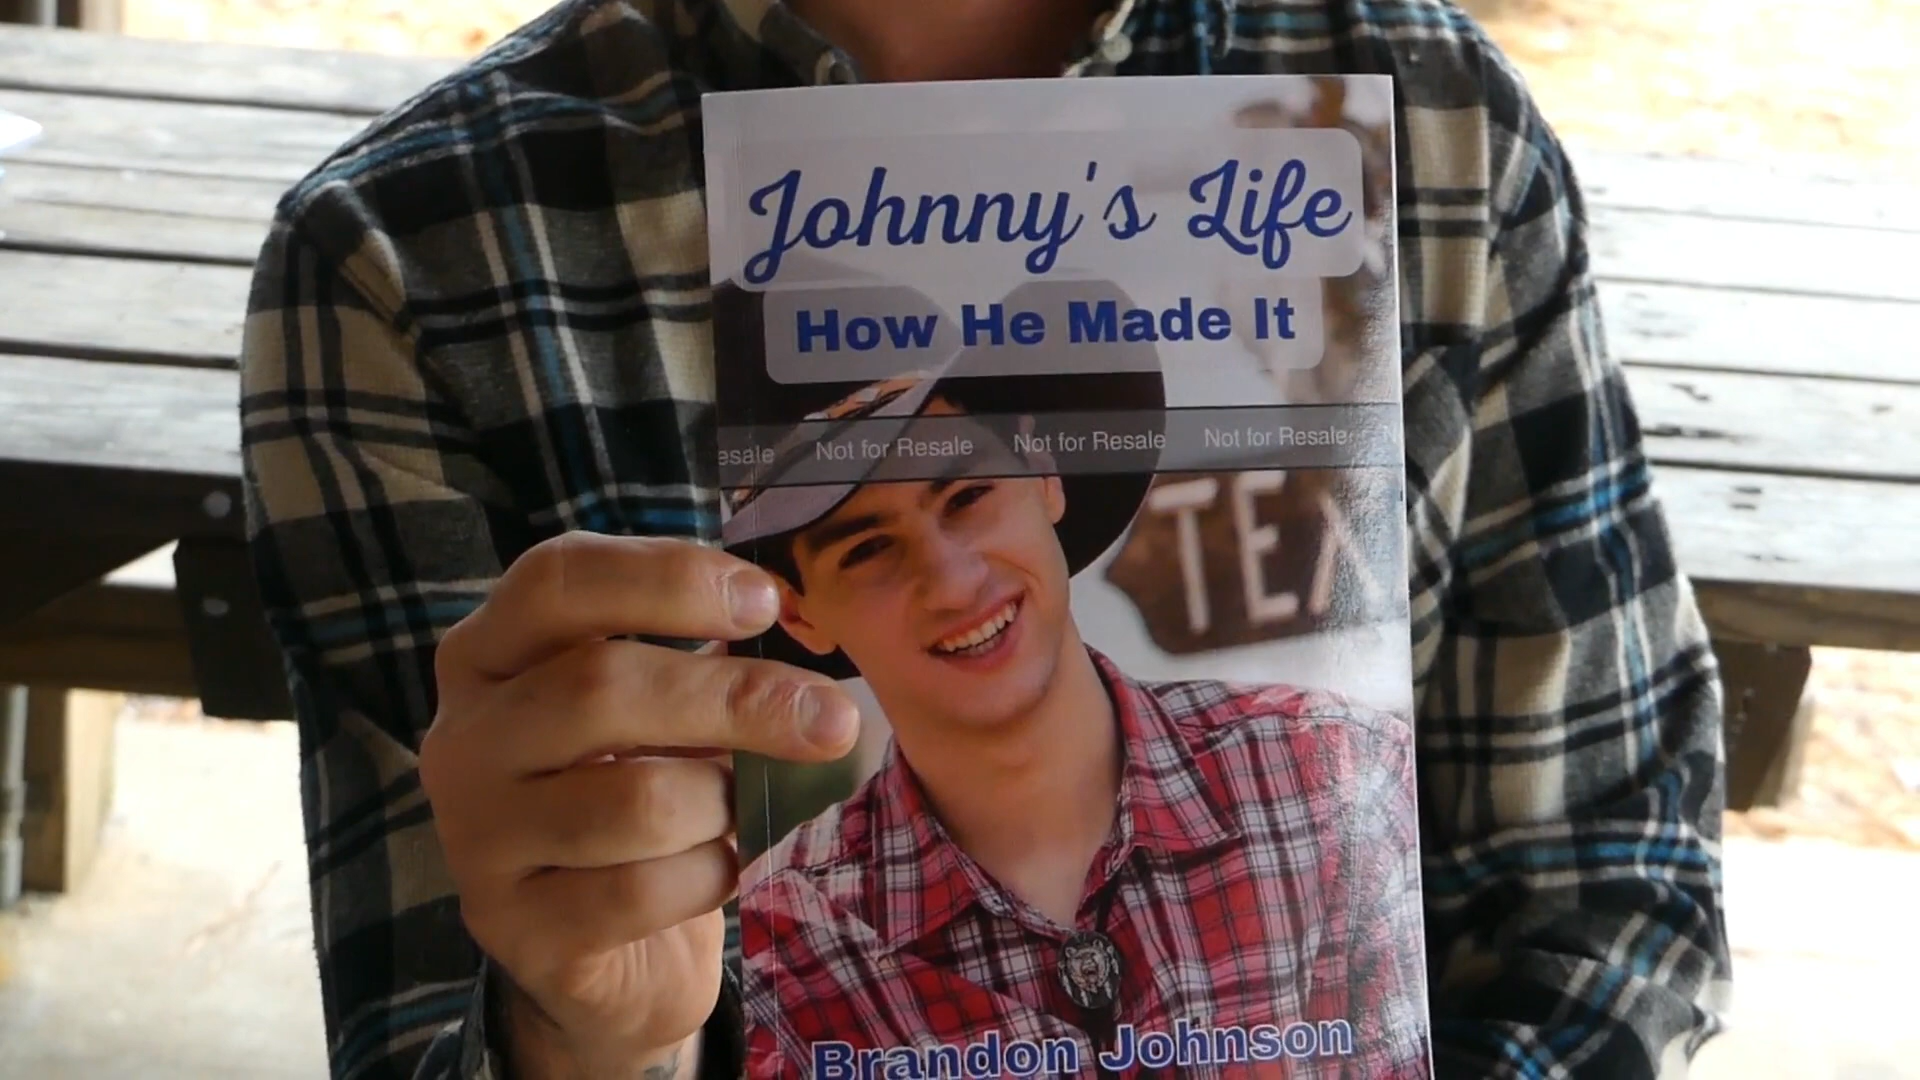 Johnny's Life
How He Made It
esale Not for Resale Not for Resale Not for Resale N
TEX
Brandon Johnson